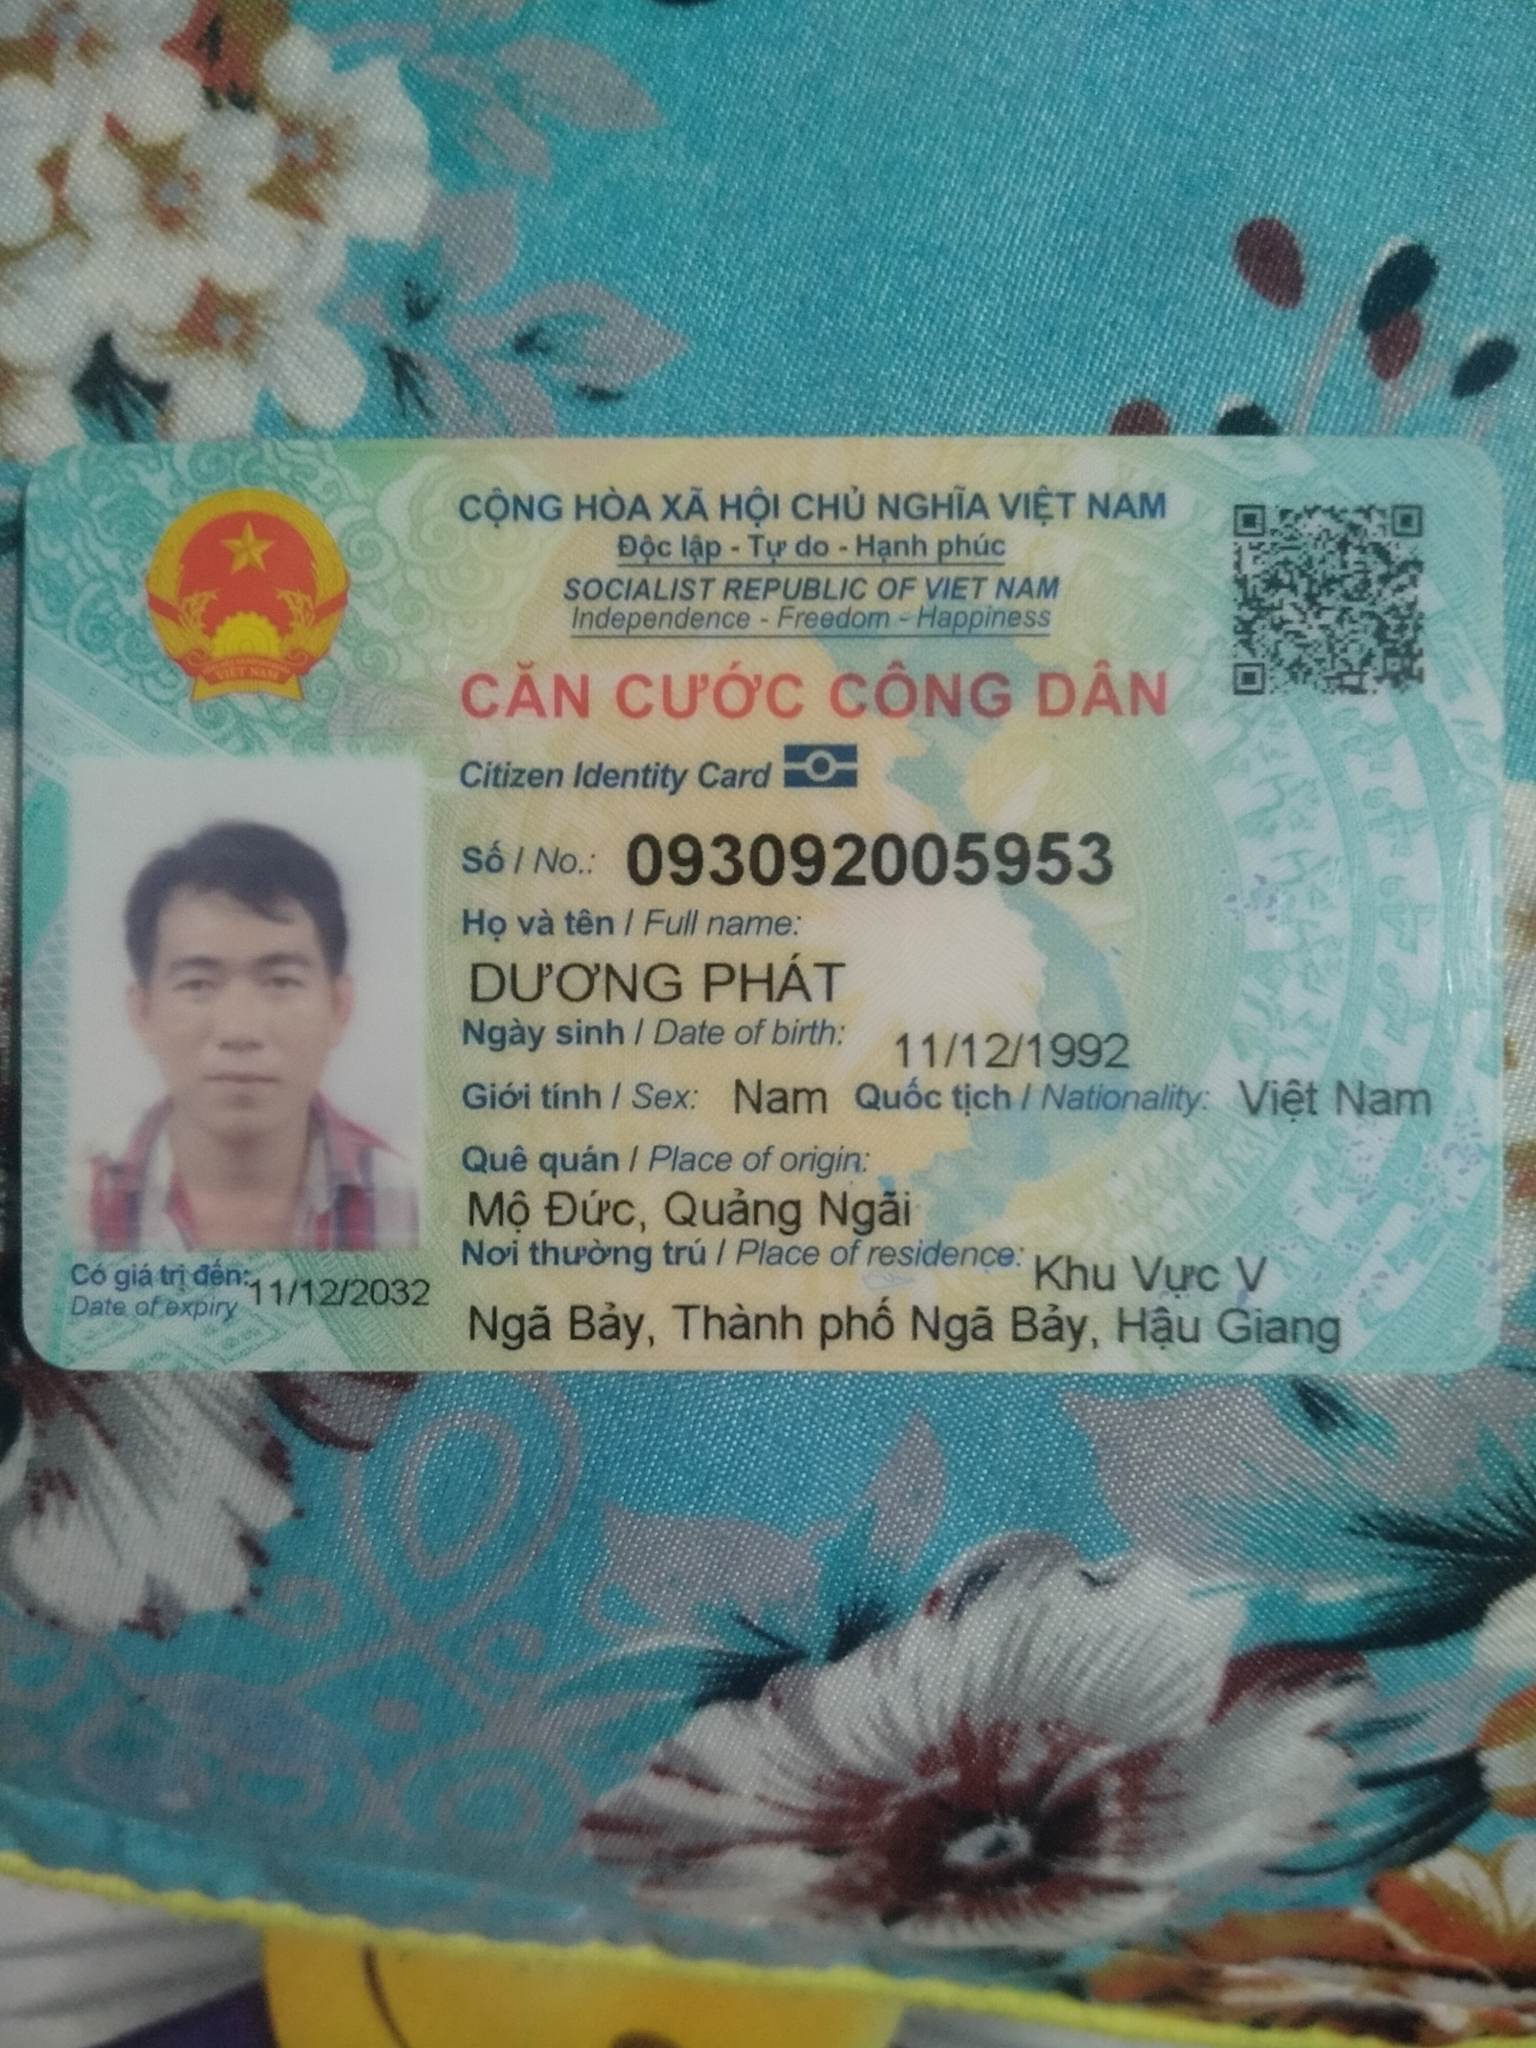 CỘNG HÒA XÃ HỘI CHỦ NGHĨA VIỆT NAM
Độc lập - Tự do - Hạnh phúc
SOCIALIST REPUBLIC OF VIET NAM
Independence - Freedom - Happiness
VIỆT NAM
CĂN CƯỚC CÔNG DÂN
Citizen Identity Card
Số / No.: 093092005953
Họ và tên / Full name:
DƯƠNG PHÁT
Ngày sinh / Date of birth: 11/12/1992
Giới tính / Sex: Nam Quốc tịch / Nationality: Việt Nam
Quê quán / Place of origin:
Mộ Đức, Quảng Ngãi
Nơi thường trú / Place of residence: Khu Vực V
Ngã Bảy, Thành phố Ngã Bảy, Hậu Giang
Có giá trị đến: 11/12/2032
Date of expiry